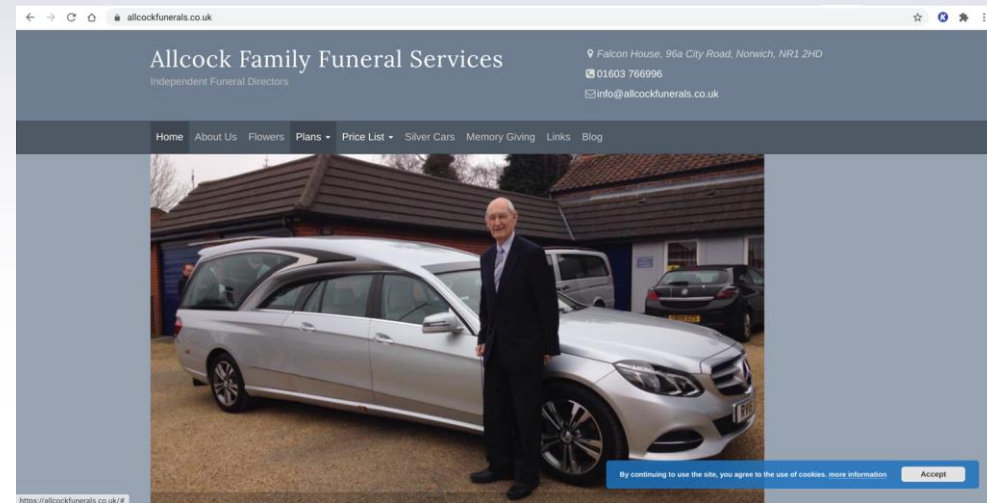 allcockfunerals.co.uk
Allcock Family Funeral Services
Independent Funeral Directors
Falcon House, 96a City Road, Norwich, NR1 2HD
01603 766996
info@allcockfunerals.co.uk
Home About Us Flowers Plans Price List Silver Cars Memory Giving Links Blog
By continuing to use the site, you agree to the use of cookies. more information Accept
https://allcockfunerals.co.uk/#